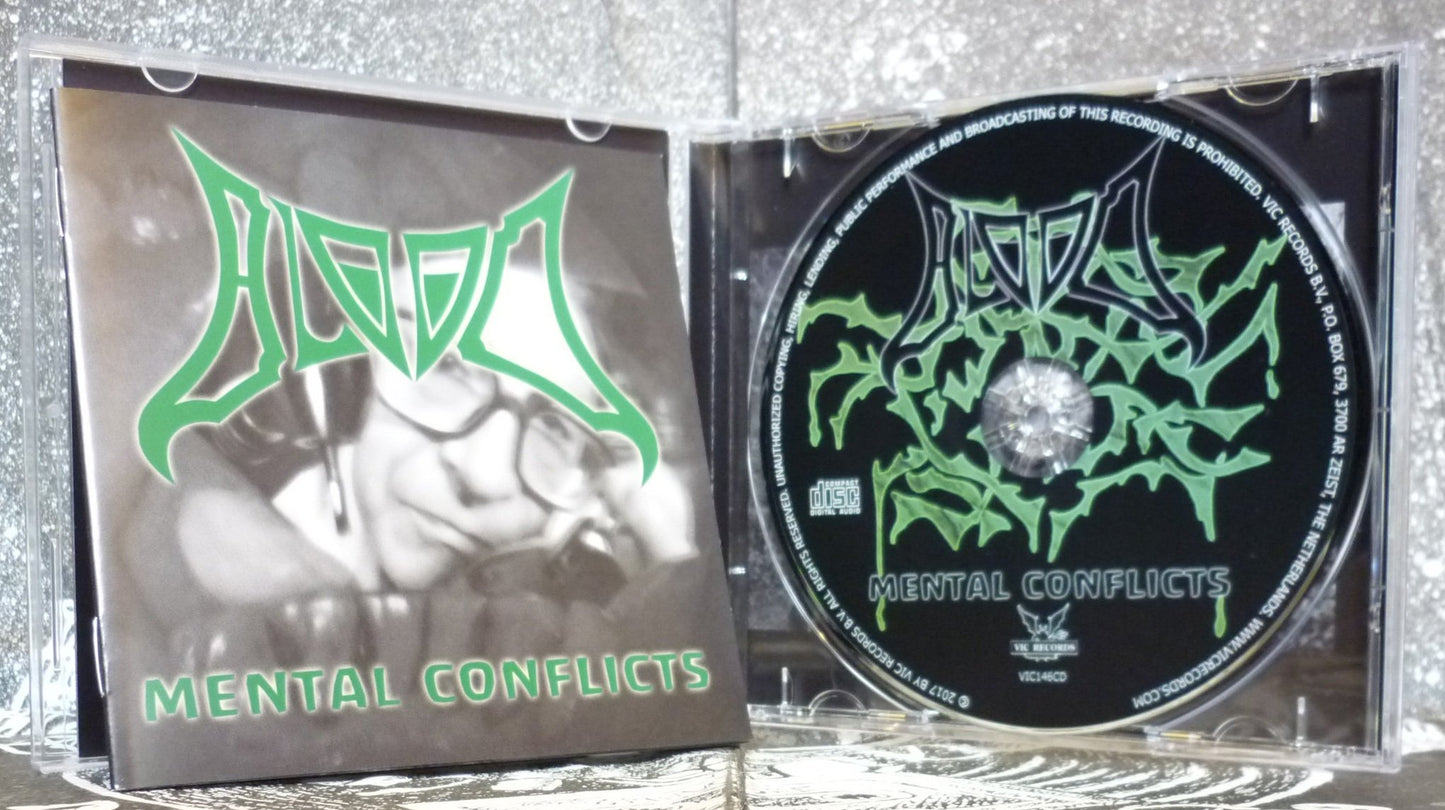 BLOOD
MENTAL CONFLICTS
UNAUTHORIZED COPYING, HIRING, LENDING, PUBLIC PERFORMANCE AND BROADCASTING OF THIS RECORDING IS PROHIBITED. VIC RECORDS B.V., P.O. BOX 679, 3700 AR ZEIST, THE NETHERLANDS. WWW.VICRECORDS.COM
℗ 2017 BY VIC RECORDS B.V. ALL RIGHTS RESERVED.
BLOOD
COMPACT
disc
DIGITAL AUDIO
MENTAL CONFLICTS
VIC RECORDS
VIC146CD